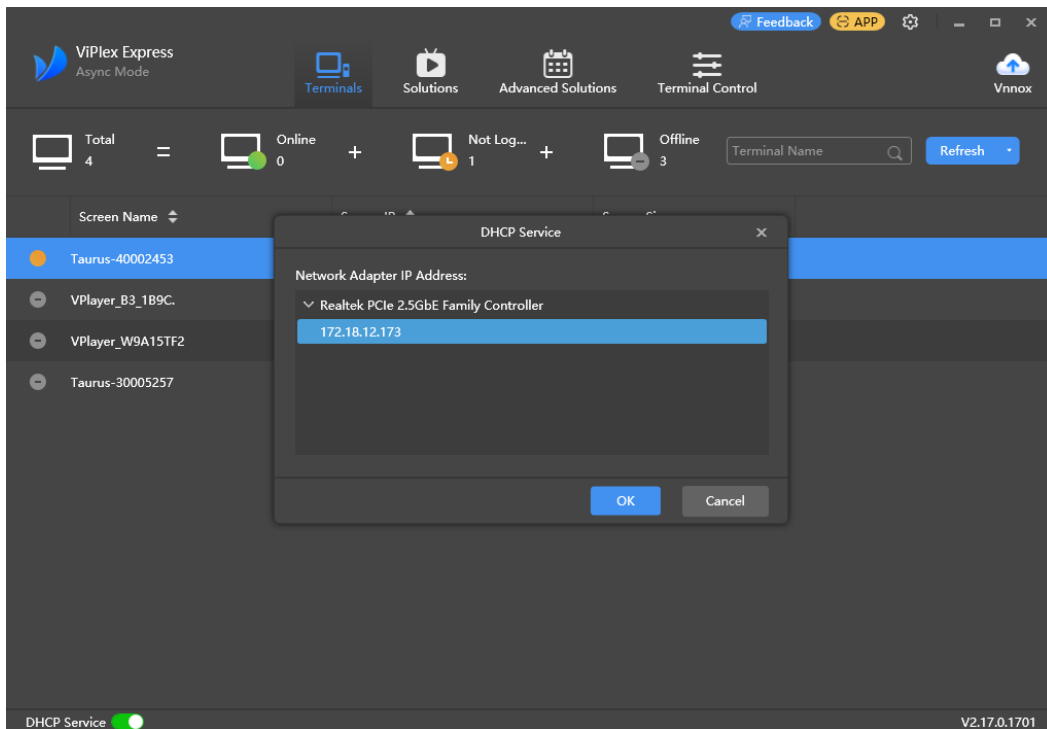 Feedback APP
ViPlex Express
Async Mode
Terminals Solutions Advanced Solutions Terminal Control Vnnox
Total
4
=
Online
0
+
Not Log...
1
+
Offline
3
Terminal Name
Refresh
Screen Name
DHCP Service
Taurus-40002453
VPlayer_B3_1B9C.
VPlayer_W9A15TF2
Taurus-30005257
Network Adapter IP Address:
Realtek PCIe 2.5GbE Family Controller
172.18.12.173
OK Cancel
DHCP Service V2.17.0.1701